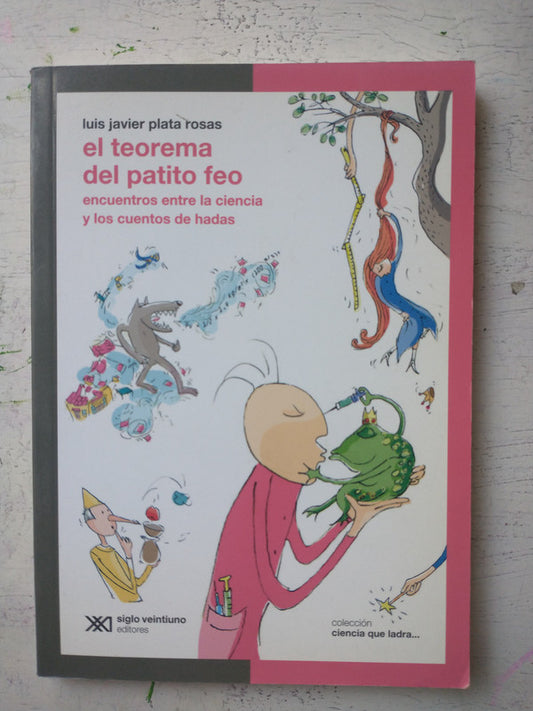 luis javier plata rosas
el teorema
del patito feo
encuentros entre la ciencia
y los cuentos de hadas
siglo veintiuno
editores
colección
ciencia que ladra...